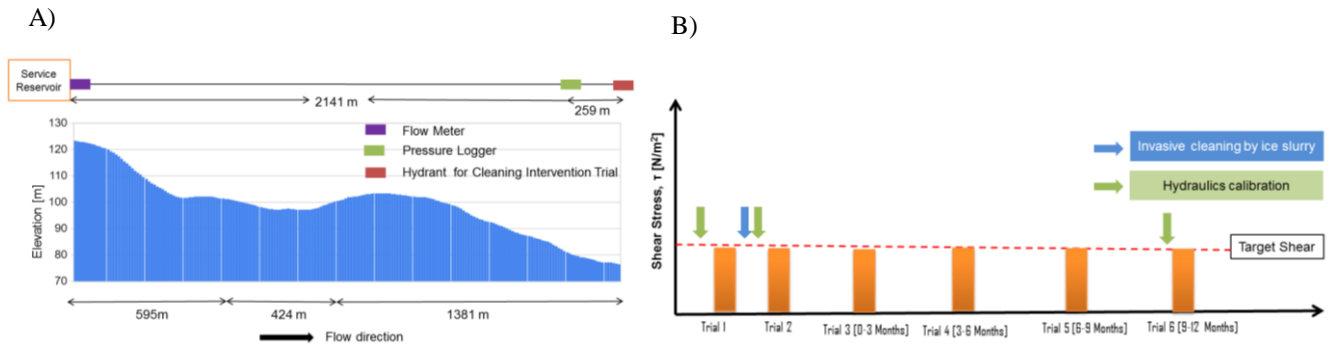 A)
Service
Reservoir
2141 m
259 m
Elevation [m]
130
120
110
100
90
80
70
Flow Meter
Pressure Logger
Hydrant for Cleaning Intervention Trial
595m
424 m
1381 m
Flow direction
B)
Shear Stress, τ [N/m²]
Invasive cleaning by ice slurry
Hydraulics calibration
Target Shear
Trial 1
Trial 2
Trial 3 [0-3 Months]
Trial 4 [3-6 Months]
Trial 5 [6-9 Months]
Trial 6 [9-12 Months]